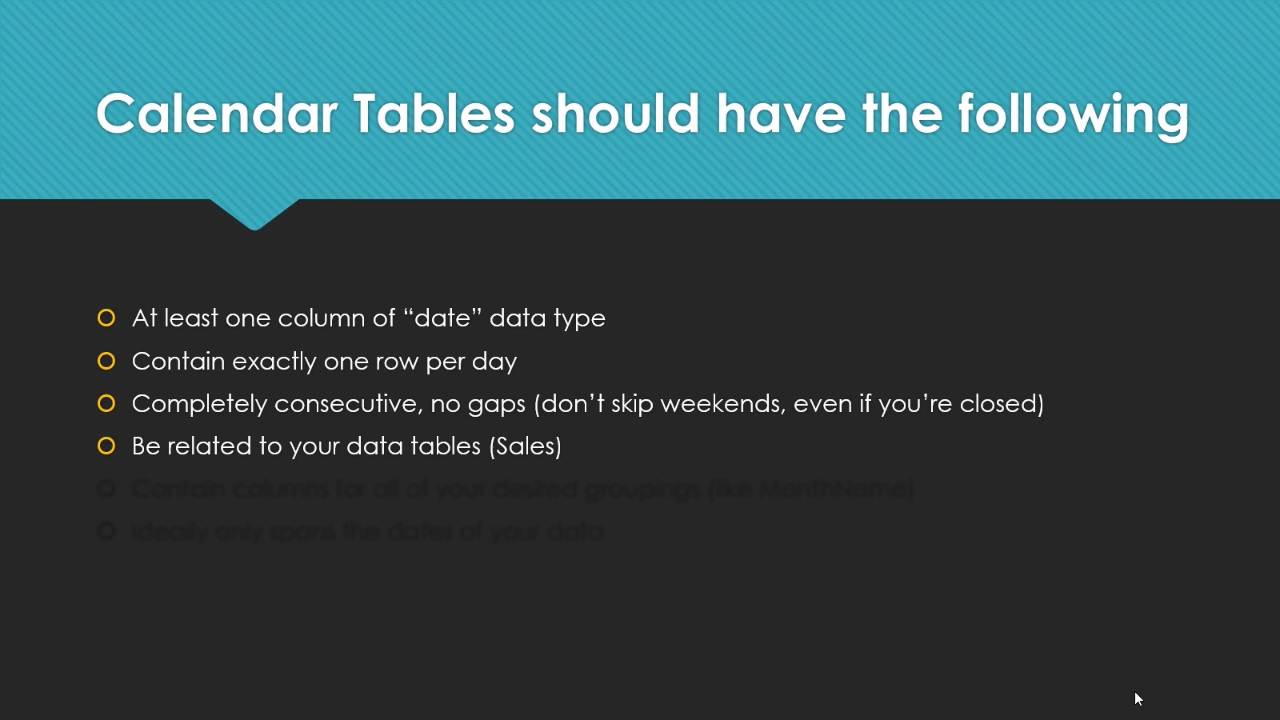 Calendar Tables should have the following
At least one column of “date” data type
Contain exactly one row per day
Completely consecutive, no gaps (don’t skip weekends, even if you’re closed)
Be related to your data tables (Sales)
Contain columns for all of your desired groupings (like MonthName)
Ideally only spans the dates of your data